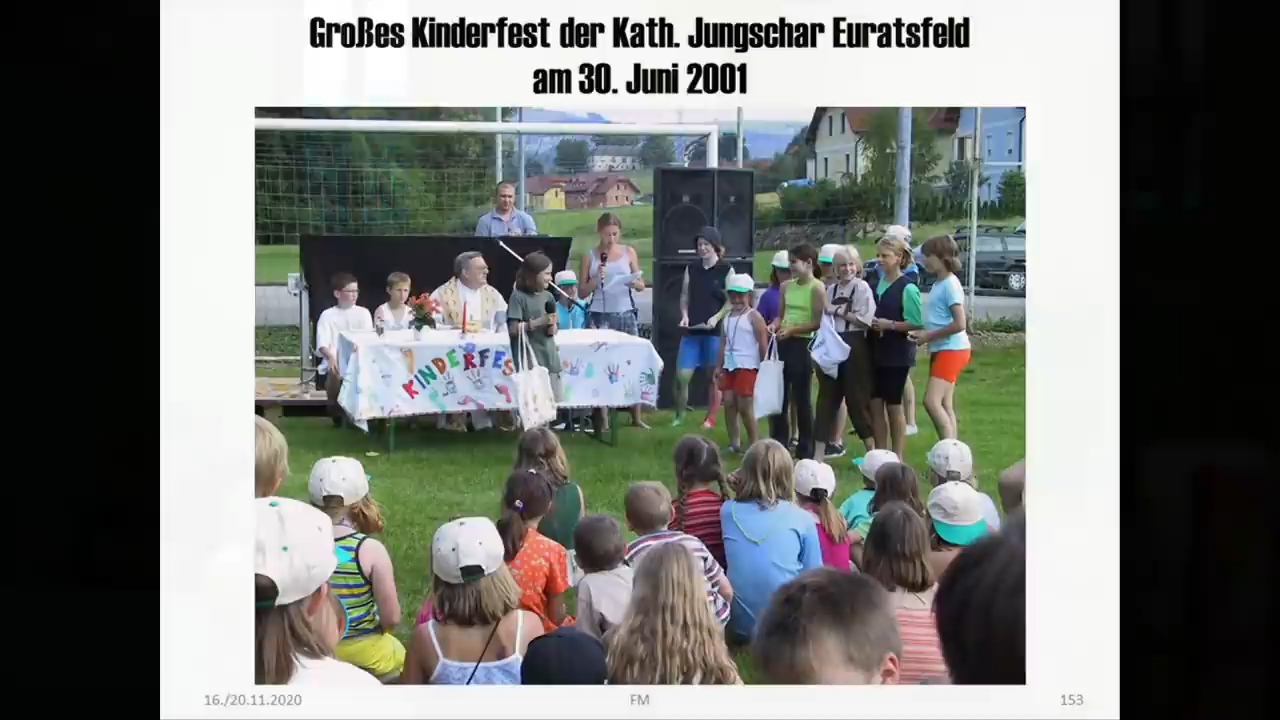 Großes Kinderfest der Kath. Jungschar Euratsfeld
am 30. Juni 2001
KINDERFES
16./20.11.2020
FM
153